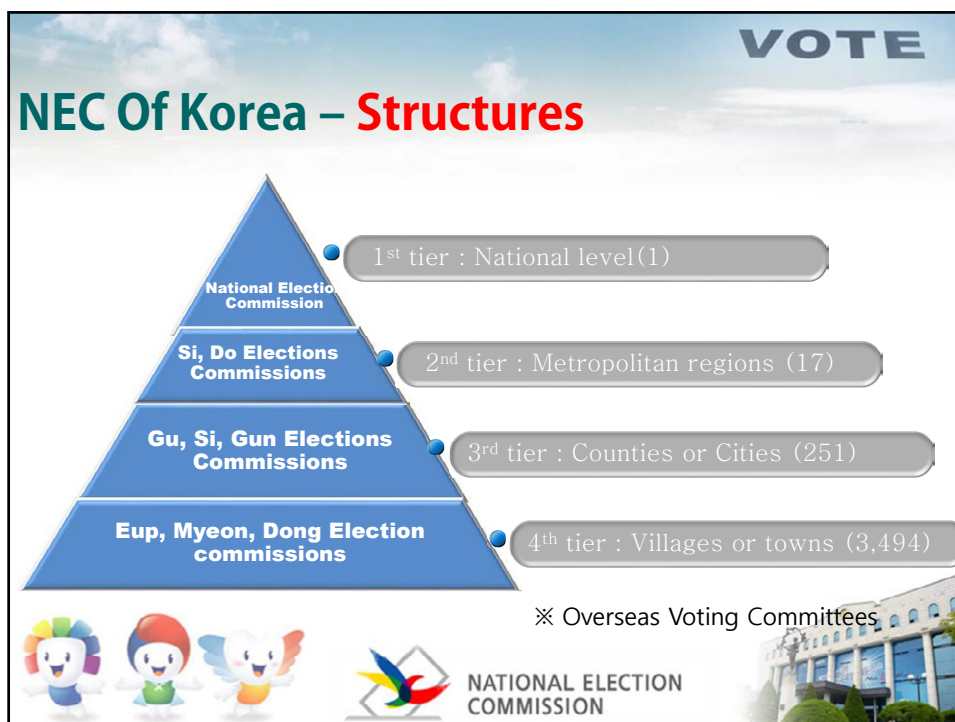 VOTE
NEC Of Korea – Structures
1st tier : National level(1)
National Electio
Commission
Si, Do Elections
Commissions
2nd tier : Metropolitan regions (17)
Gu, Si, Gun Elections
Commissions
3rd tier : Counties or Cities (251)
Eup, Myeon, Dong Election
commissions
4th tier : Villages or towns (3,494)
※ Overseas Voting Committees
NATIONAL ELECTION
COMMISSION